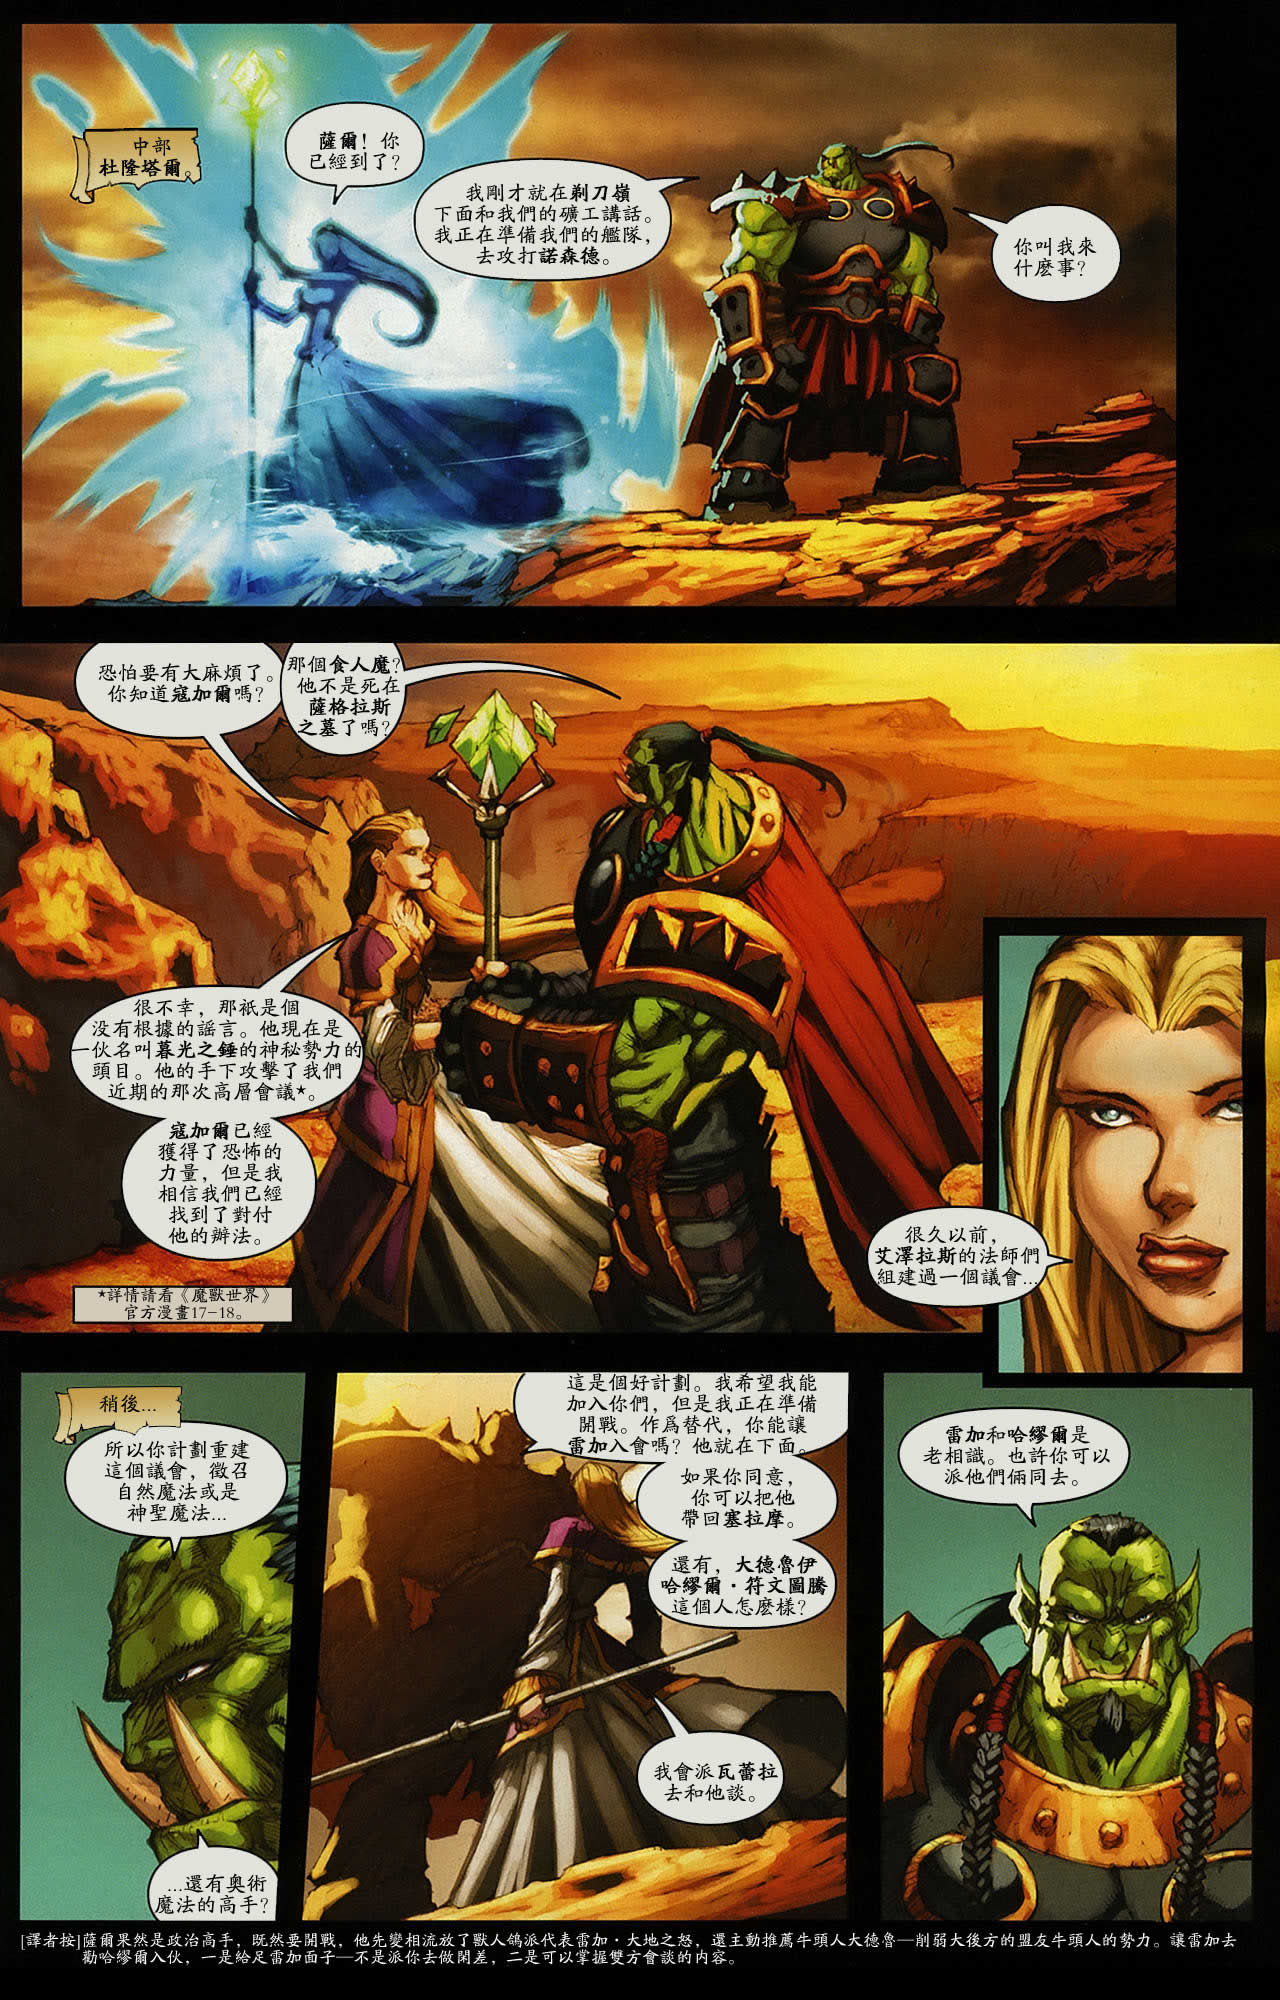 中部
杜隆塔爾。
薩爾！你
已經到了？
我剛才就在剃刀嶺
下面和我們的礦工講話。
我正在準備我們的艦隊，
去攻打諾森德。
你叫我來
什麽事？
恐怕要有大麻煩了。
你知道寇加爾嗎？
那個食人魔？
他不是死在
薩格拉斯
之墓了嗎？
很不幸，那衹是個
没有根據的謡言。他現在是
一伙名叫暮光之錘的神秘勢力的
頭目。他的手下攻擊了我們
近期的那次高層會議★。
寇加爾已經
獲得了恐怖的
力量，但是我
相信我們已經
找到了對付
他的辦法。
★詳情請看《魔獸世界》
官方漫畫17-18。
很久以前，
艾澤拉斯的法師們
組建過一個議會...
稍後...
所以你計劃重建
這個議會，徵召
自然魔法或是
神聖魔法...
...還有奥術
魔法的高手？
這是個好計劃。我希望我能
加入你們，但是我正在準備
開戰。作爲替代，你能讓
雷加入會嗎？他就在下面。
如果你同意，
你可以把他
帶回塞拉摩。
還有，大德魯伊
哈繆爾·符文圖騰
這個人怎麽樣？
我會派瓦蕾拉
去和他談。
雷加和哈繆爾是
老相識。也許你可以
派他們倆同去。
[譯者按]薩爾果然是政治高手，既然要開戰，他先變相流放了獸人鴿派代表雷加·大地之怒，還主動推薦牛頭人大德魯—削弱大後方的盟友牛頭人的勢力。讓雷加去
勸哈繆爾入伙，一是給足雷加面子—不是派你去做閑差，二是可以掌握雙方會談的内容。